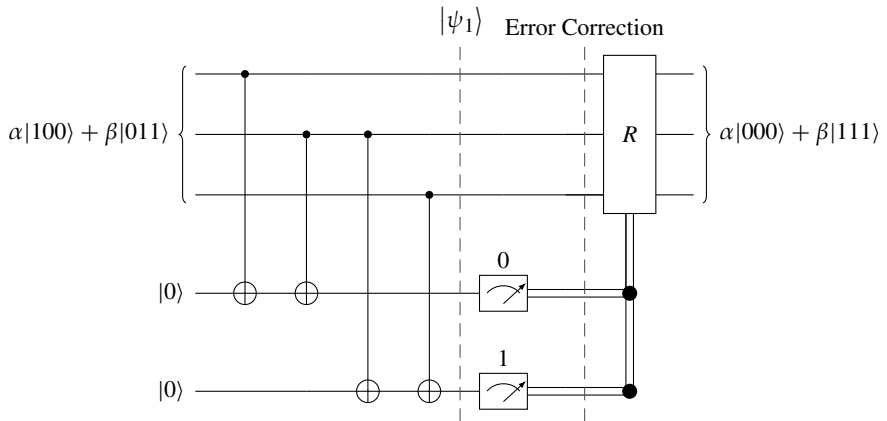 |ψ₁⟩ Error Correction
α|100⟩ + β|011⟩
R
α|000⟩ + β|111⟩
0
|0⟩
1
|0⟩